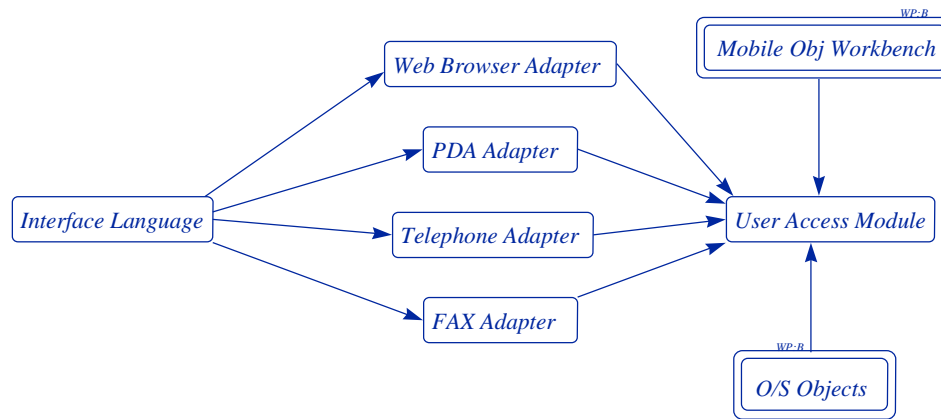 WP:B
Mobile Obj Workbench
Web Browser Adapter
PDA Adapter
Interface Language
User Access Module
Telephone Adapter
FAX Adapter
WP:B
O/S Objects